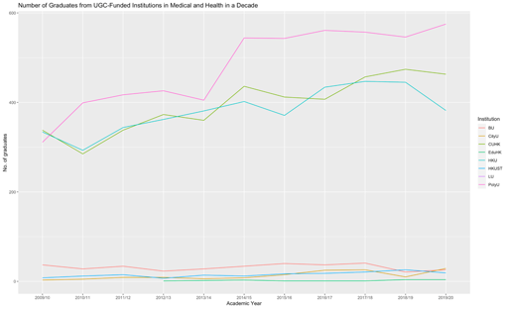 Number of Graduates from UGC-Funded Institutions in Medical and Health in a Decade
600
400
200
0
No. of graduates
2009/10 2010/11 2011/12 2012/13 2013/14 2014/15 2015/16 2016/17 2017/18 2018/19 2019/20
Academic Year
Institution
BU
CityU
CUHK
EduHK
HKU
HKUST
LU
PolyU